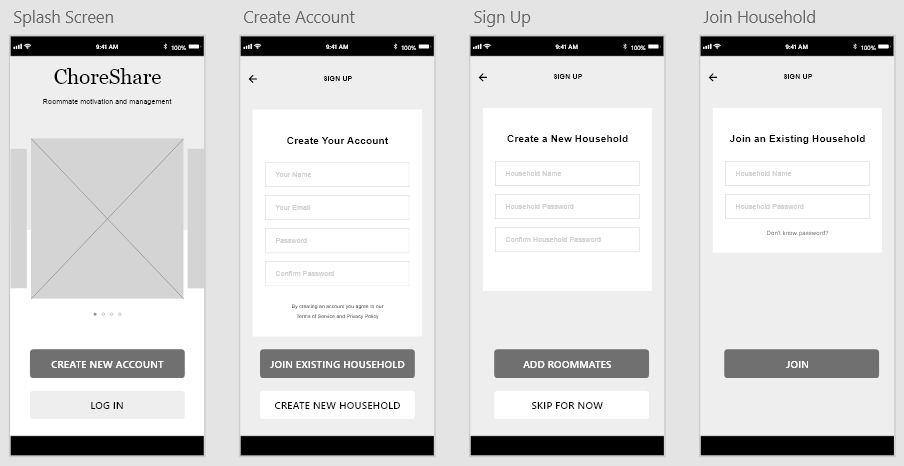 Splash Screen
9:41 AM
100%
ChoreShare
Roommate motivation and management
CREATE NEW ACCOUNT
LOG IN
Create Account
9:41 AM
100%
SIGN UP
Create Your Account
Your Name
Your Email
Password
Confirm Password
By creating an account you agree to our
Terms of Service and Privacy Policy
JOIN EXISTING HOUSEHOLD
CREATE NEW HOUSEHOLD
Sign Up
9:41 AM
100%
SIGN UP
Create a New Household
Household Name
Household Password
Confirm Household Password
ADD ROOMMATES
SKIP FOR NOW
Join Household
9:41 AM
100%
SIGN UP
Join an Existing Household
Household Name
Household Password
Don't know password?
JOIN